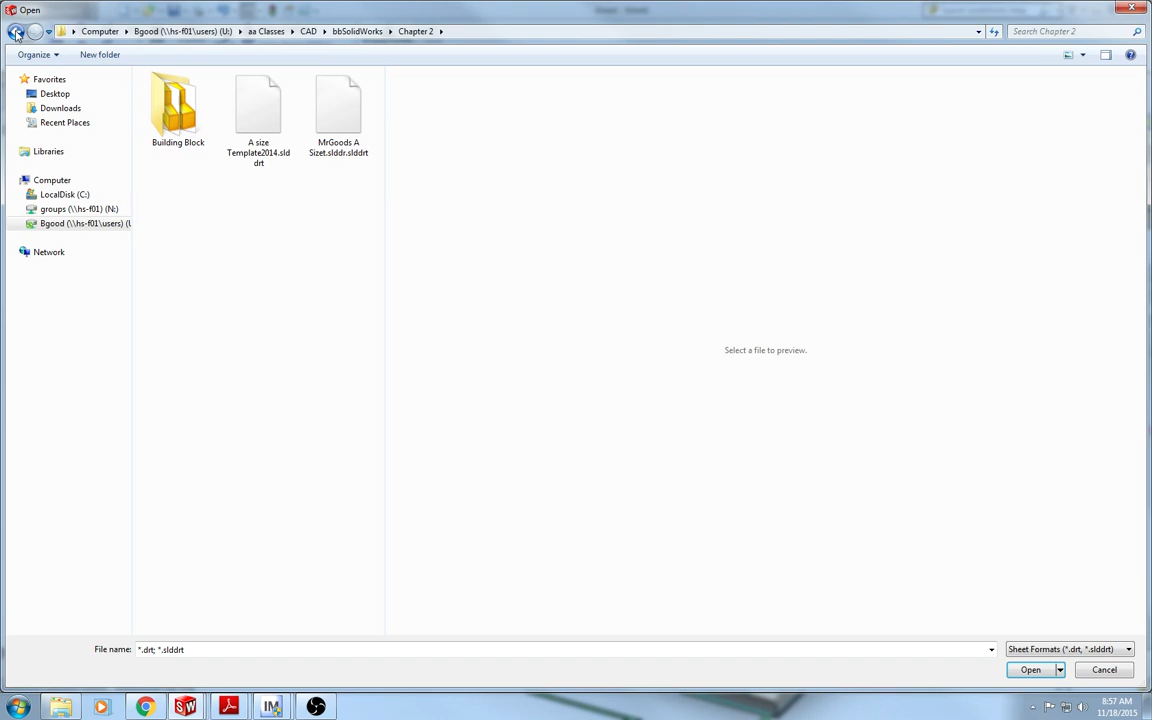 Open
Computer Bgood (\\hs-f01\users) (U:) aa Classes CAD bbSolidWorks Chapter 2
Search Chapter 2
Organize
New folder
Favorites
Desktop
Downloads
Recent Places
Libraries
Computer
LocalDisk (C:)
groups (\\hs-f01) (N:)
Bgood (\\hs-f01\users) (U
Network
Building Block
A size
Template2014.sld
drt
MrGoods A
Sizet.slddr.slddrt
Select a file to preview.
File name:
*.drt; *.slddrt
Sheet Formats (*.drt, *.slddrt)
Open
Cancel
SW
IM
8:57 AM
11/18/2015